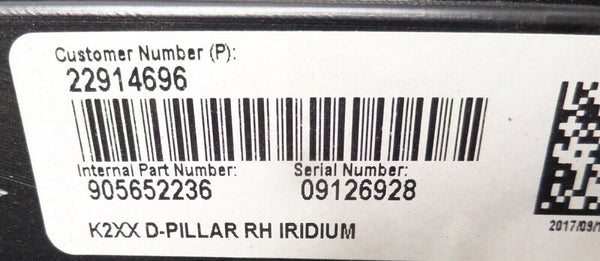 Customer Number (P):
22914696
Internal Part Number: Serial Number:
905652236 09126928
K2XX D-PILLAR RH IRIDIUM